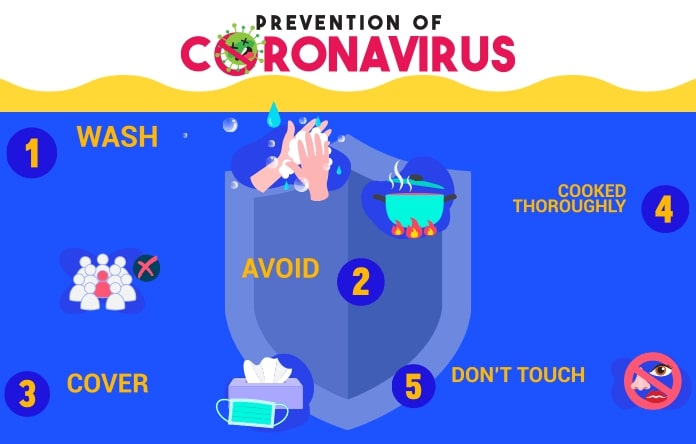 PREVENTION OF
CORONAVIRUS
1 WASH
COOKED
THOROUGHLY 4
AVOID 2
3 COVER
5 DON'T TOUCH